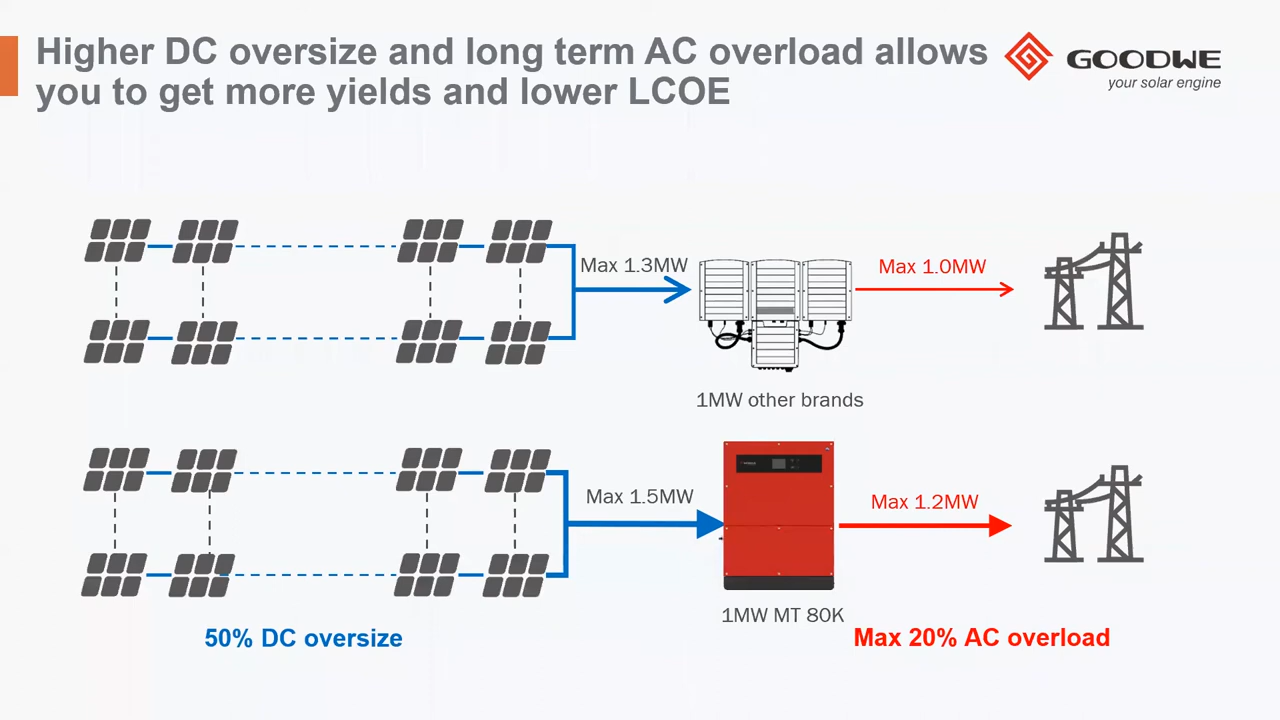 Higher DC oversize and long term AC overload allows
you to get more yields and lower LCOE
GOODWE
your solar engine
Max 1.3MW
Max 1.0MW
1MW other brands
Max 1.5MW
Max 1.2MW
1MW MT 80K
50% DC oversize
Max 20% AC overload